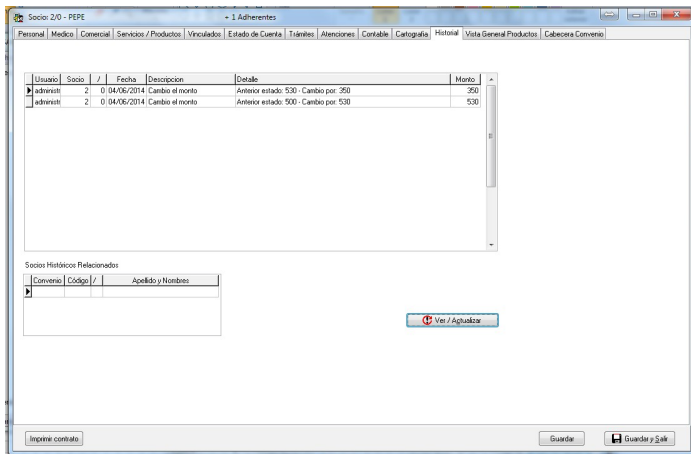 Socio: 2/0 - PEPE + 1 Adherentes
Personal Medico Comercial Servicios / Productos Vinculados Estado de Cuenta Trámites Atenciones Contable Cartografia Historial Vista General Productos Cabecera Convenio
Usuario Socio / Fecha Descripcion Detalle Monto
administr 2 0 04/06/2014 Cambio el monto Anterior estado: 530 - Cambio por: 350 350
administr 2 0 04/06/2014 Cambio el monto Anterior estado: 500 - Cambio por: 530 530
Socios Históricos Relacionados
Convenio Código / Apellido y Nombres
Ver / Actualizar
Imprimir contrato Guardar Guardar y Salir